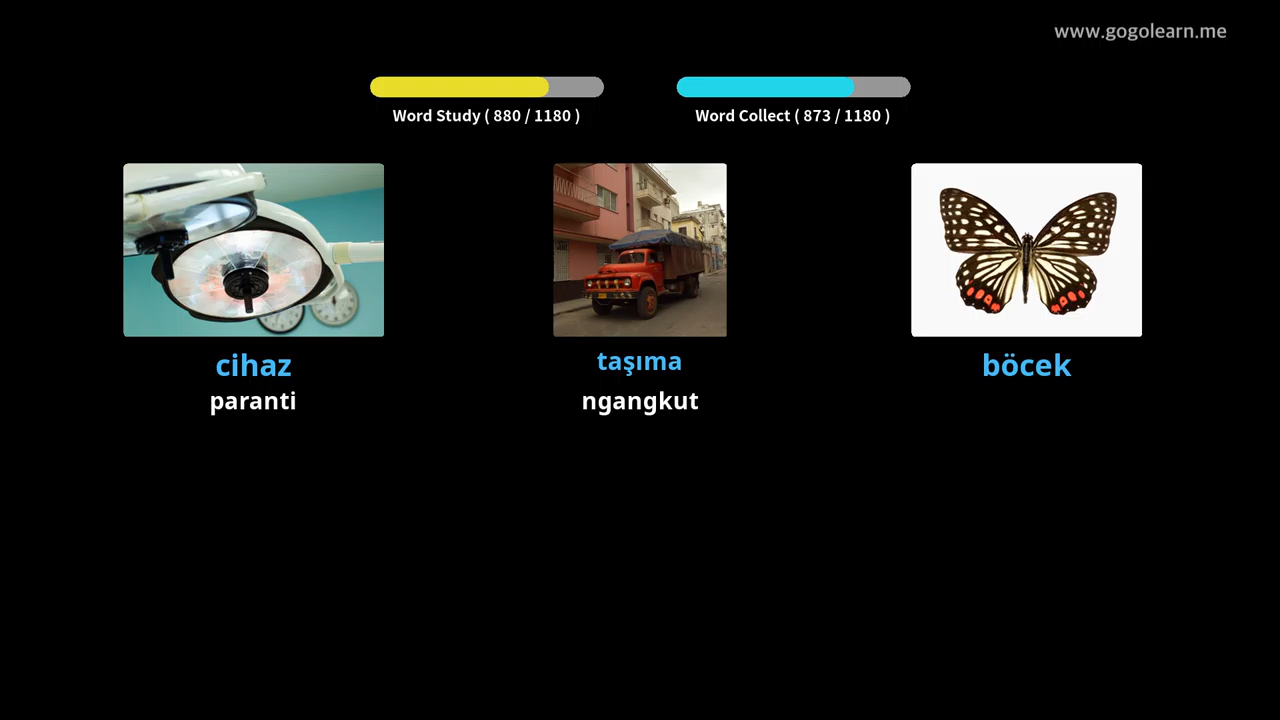 www.gogolearn.me
Word Study ( 880 / 1180 )
Word Collect ( 873 / 1180 )
cihaz
paranti
taşıma
ngangkut
böcek